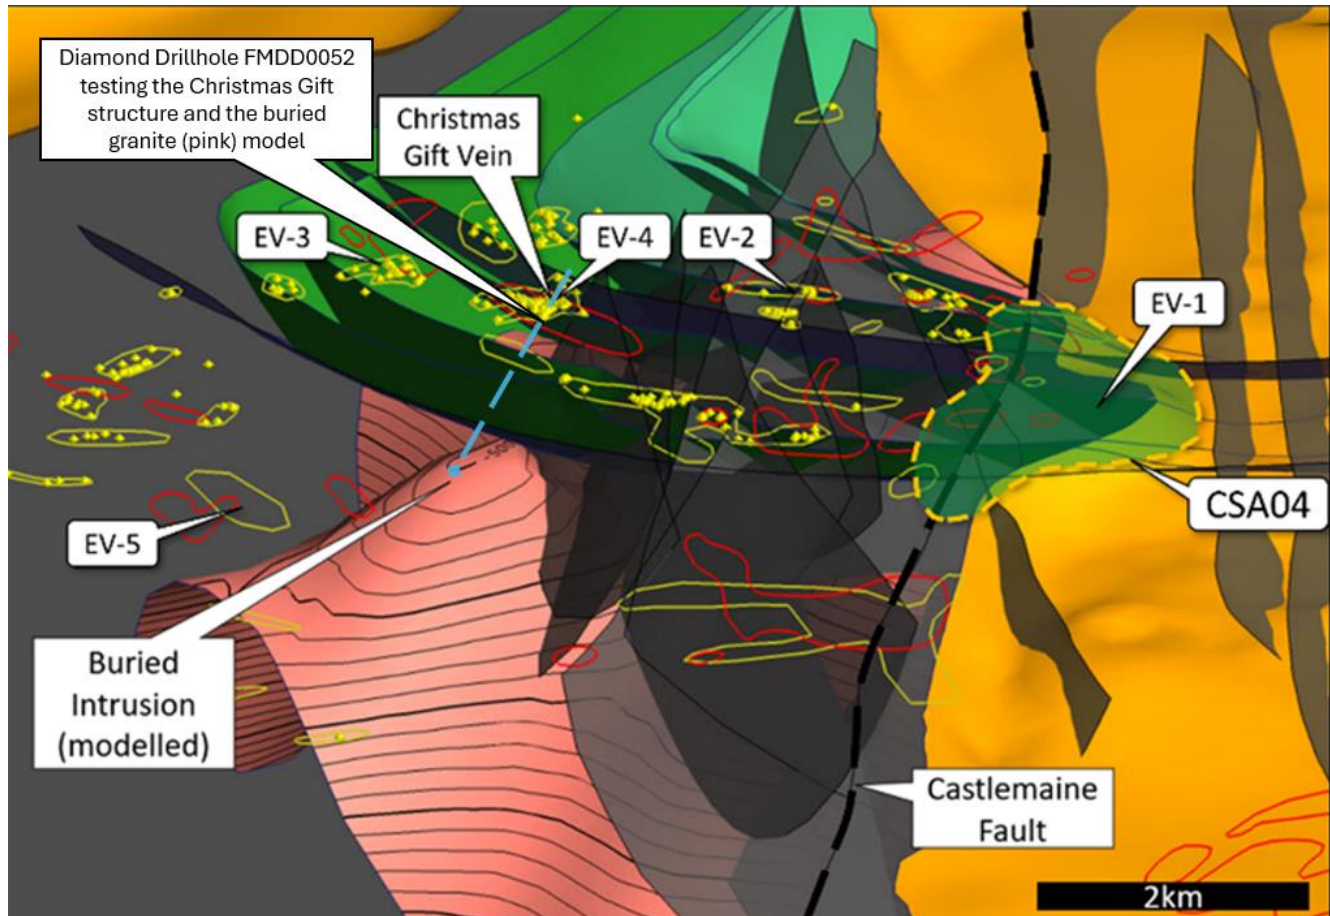 Diamond Drillhole FMDD0052
testing the Christmas Gift
structure and the buried
granite (pink) model
Christmas
Gift Vein
EV-3
EV-4
EV-2
EV-1
CSA04
EV-5
Buried
Intrusion
(modelled)
Castlemaine
Fault
2km